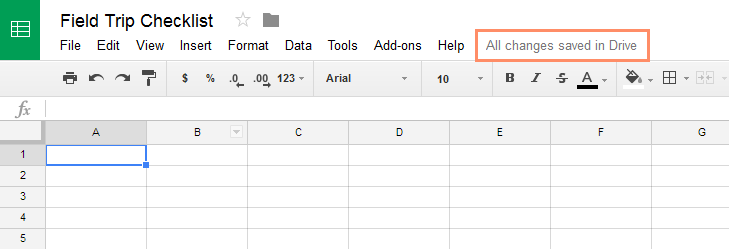 Field Trip Checklist
File Edit View Insert Format Data Tools Add-ons Help All changes saved in Drive
$ % .0 .00 123 Arial 10 B I S A
fx
A B C D E F G
1
2
3
4
5